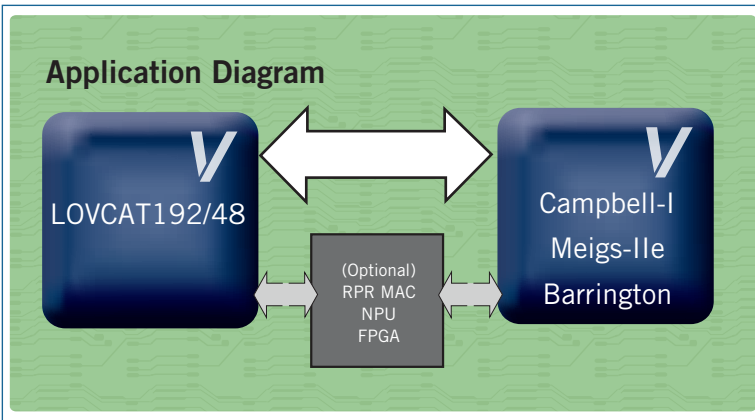 Application Diagram
LOVCAT192/48
Campbell-I
Meigs-IIe
Barrington
(Optional)
RPR MAC
NPU
FPGA